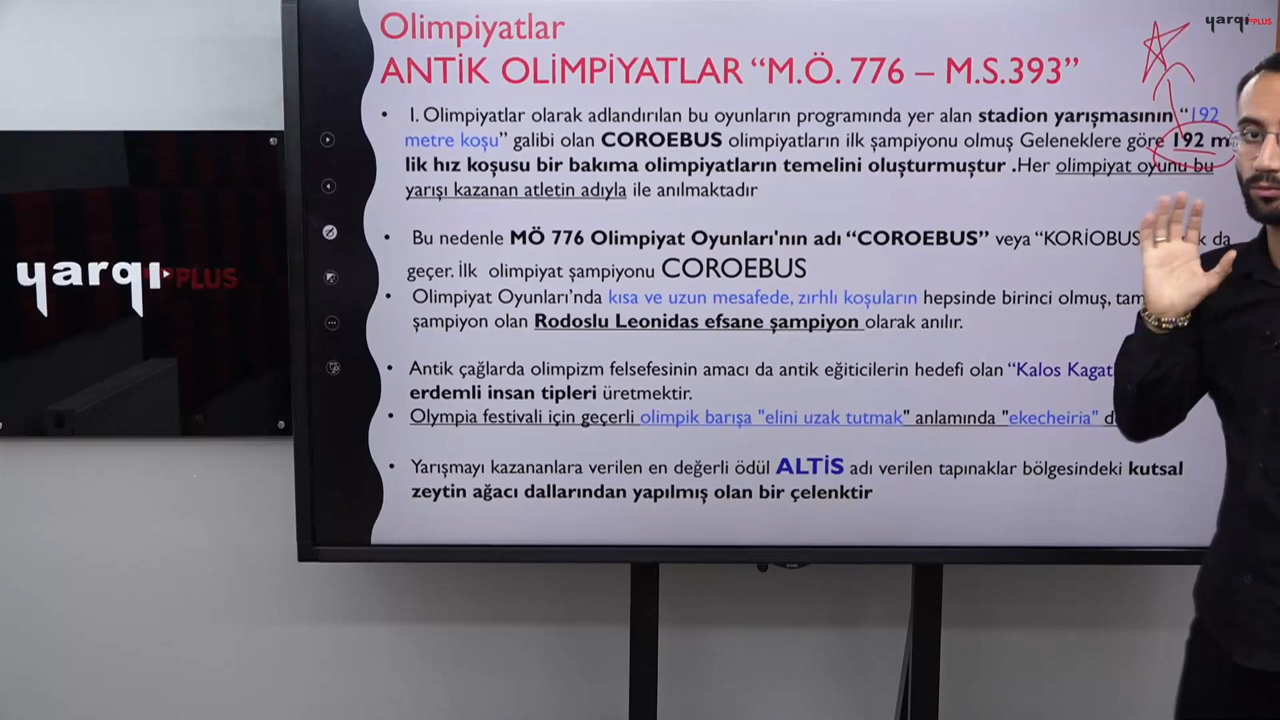 Olimpiyatlar
ANTİK OLİMPİYATLAR “M.Ö. 776 – M.S.393”
• I. Olimpiyatlar olarak adlandırılan bu oyunların programında yer alan stadion yarışmasının “192
metre koşu” galibi olan COROEBUS olimpiyatların ilk şampiyonu olmuş Geleneklere göre 192 m
lik hız koşusu bir bakıma olimpiyatların temelini oluşturmuştur .Her olimpiyat oyunu bu
yarışı kazanan atletin adıyla ile anılmaktadır
• Bu nedenle MÖ 776 Olimpiyat Oyunları'nın adı “COROEBUS” veya “KORİOBUS da
geçer. İlk olimpiyat şampiyonu COROEBUS
• Olimpiyat Oyunları’nda kısa ve uzun mesafede, zırhlı koşuların hepsinde birinci olmuş,
şampiyon olan Rodoslu Leonidas efsane şampiyon olarak anılır.
• Antik çağlarda olimpizm felsefesinin amacı da antik eğiticilerin hedefi olan “Kalos
erdemli insan tipleri üretmektir.
• Olympia festivali için geçerli olimpik barışa "elini uzak tutmak" anlamında "ekecheiria"
• Yarışmayı kazananlara verilen en değerli ödül ALTİS adı verilen tapınaklar bölgesindeki kutsal
zeytin ağacı dallarından yapılmış olan bir çelenktir
yargı PLUS
yargı PLUS